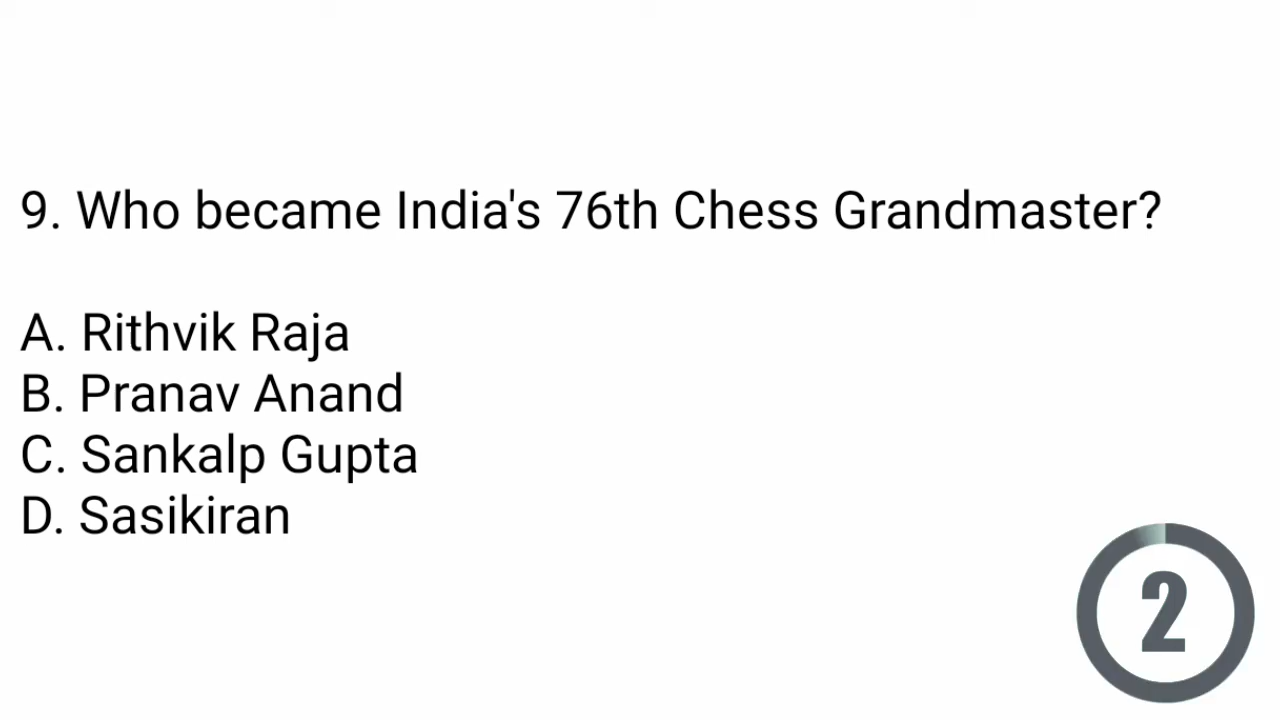 9. Who became India's 76th Chess Grandmaster?
A. Rithvik Raja
B. Pranav Anand
C. Sankalp Gupta
D. Sasikiran
2